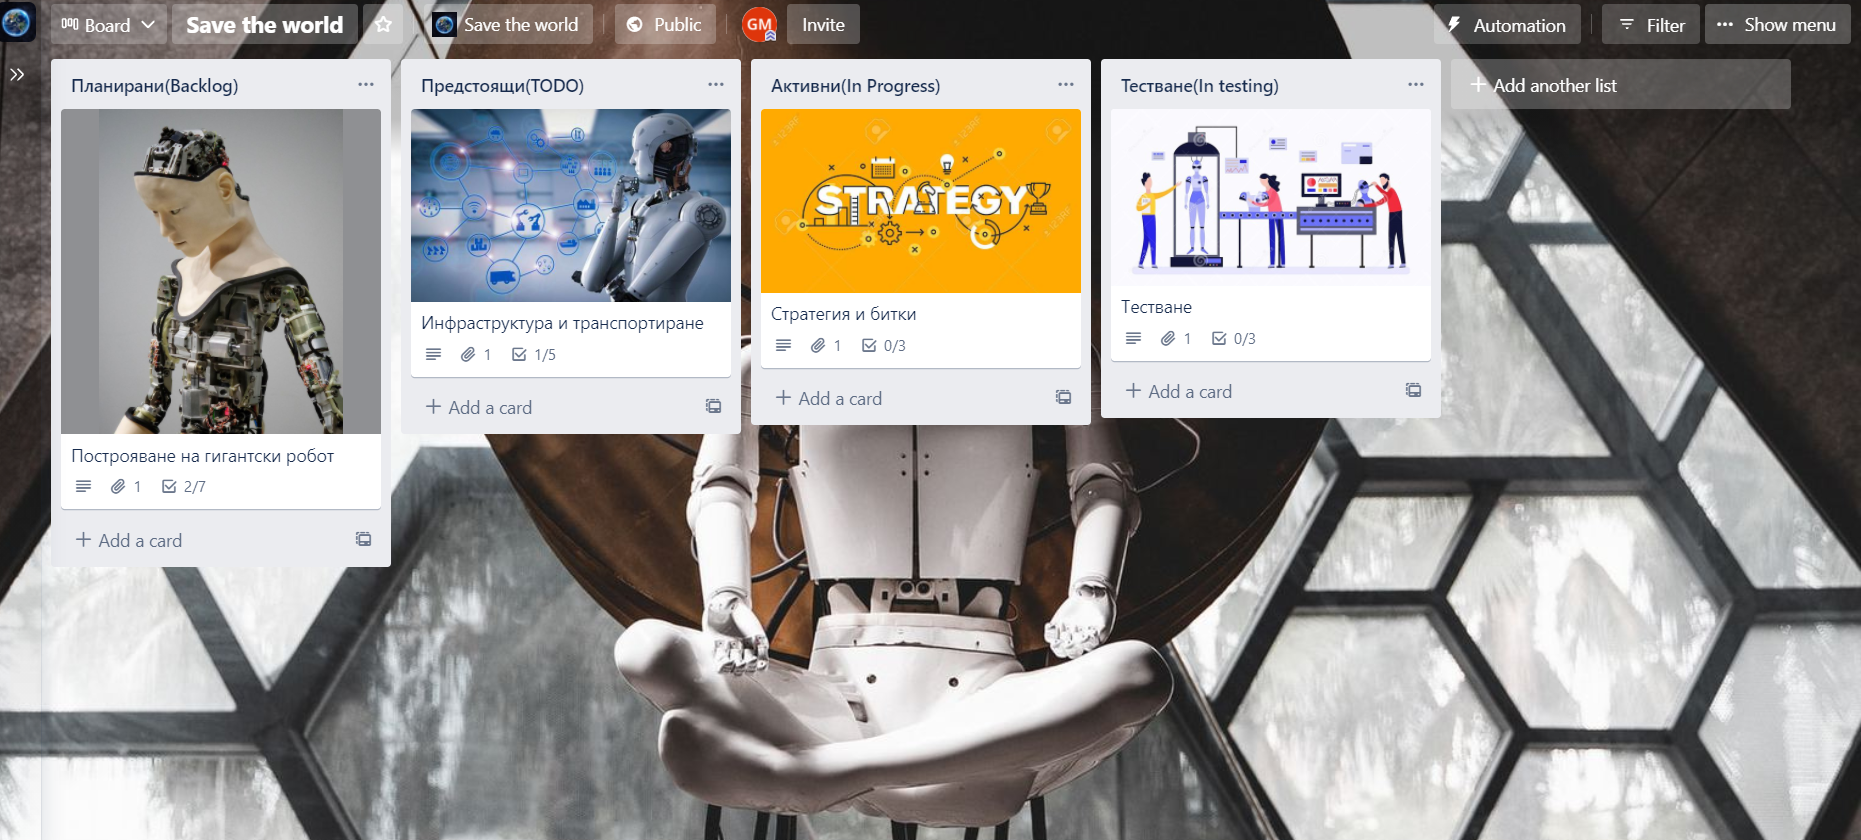 Board
Save the world
Save the world
Public
GM
Invite
Automation
Filter
Show menu
Планирани(Backlog)
Построяване на гигантски робот
1
2/7
Add a card
Предстоящи(TODO)
Инфраструктура и транспортиране
1
1/5
Add a card
Активни(In Progress)
STRATEGY
Стратегия и битки
1
0/3
Add a card
Тестване(In testing)
Тестване
1
0/3
Add a card
Add another list